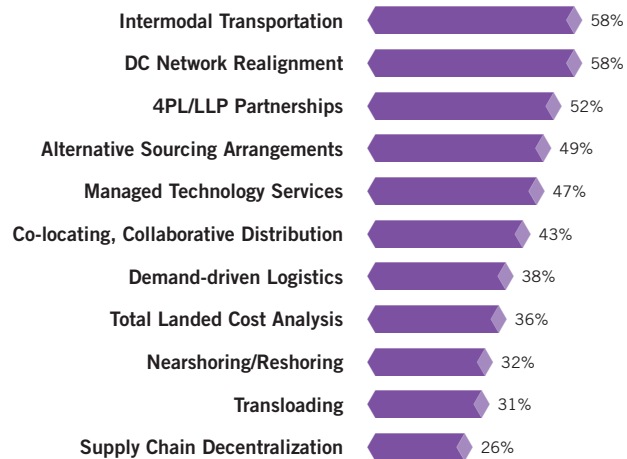 Intermodal Transportation 58%
DC Network Realignment 58%
4PL/LLP Partnerships 52%
Alternative Sourcing Arrangements 49%
Managed Technology Services 47%
Co-locating, Collaborative Distribution 43%
Demand-driven Logistics 38%
Total Landed Cost Analysis 36%
Nearshoring/Reshoring 32%
Transloading 31%
Supply Chain Decentralization 26%